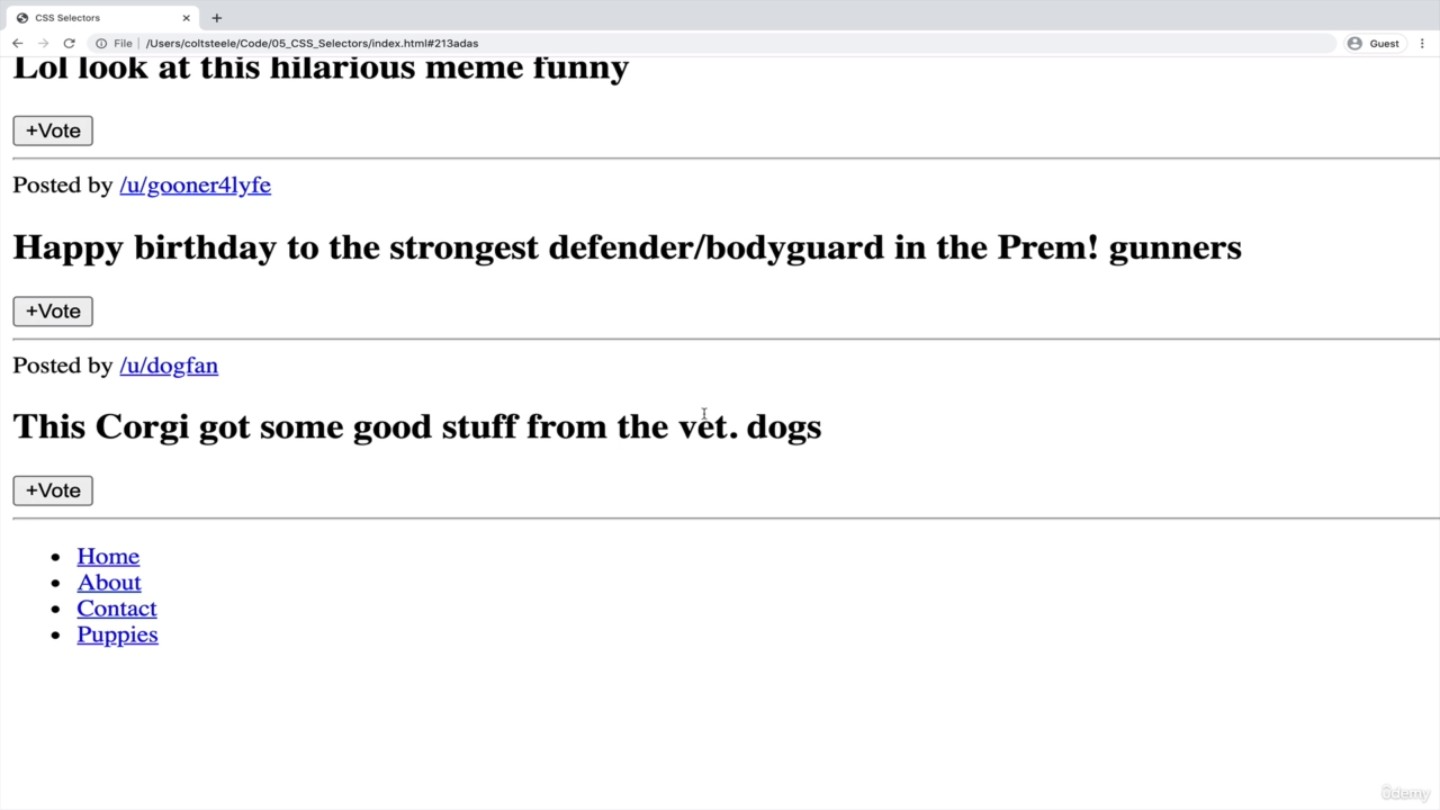 CSS Selectors
File /Users/coltsteele/Code/05_CSS_Selectors/index.html#213adas
Guest
Lol look at this hilarious meme funny
+Vote
Posted by /u/gooner4lyfe
Happy birthday to the strongest defender/bodyguard in the Prem! gunners
+Vote
Posted by /u/dogfan
This Corgi got some good stuff from the vet. dogs
+Vote
Home
About
Contact
Puppies
ûdemy